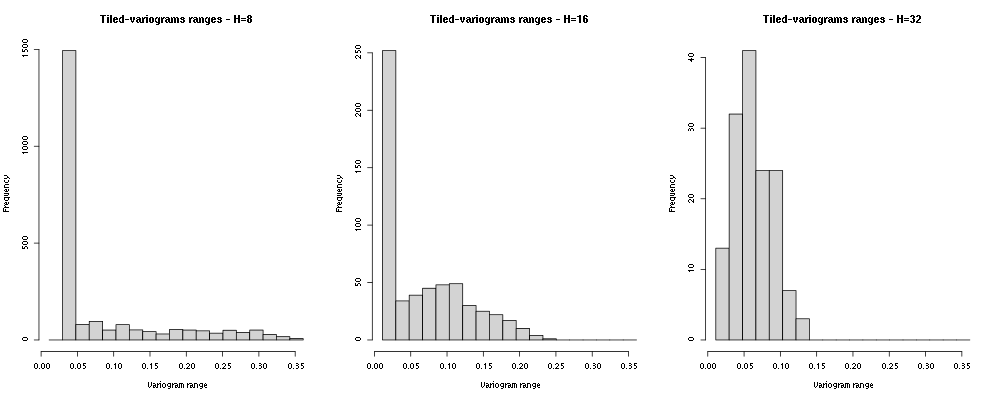 Tiled-variograms ranges - H=8
Tiled-variograms ranges - H=16
Tiled-variograms ranges - H=32
Frequency
0 500 1000 1500
0.00 0.05 0.10 0.15 0.20 0.25 0.30 0.35
Variogram range
Frequency
0 50 100 150 200 250
0.00 0.05 0.10 0.15 0.20 0.25 0.30 0.35
Variogram range
Frequency
0 10 20 30 40
0.00 0.05 0.10 0.15 0.20 0.25 0.30 0.35
Variogram range